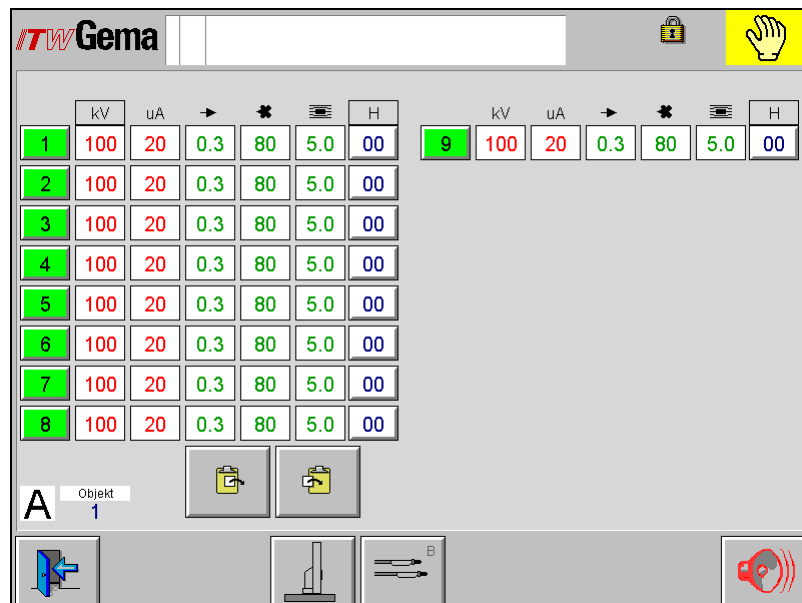 ITWGema
kV uA H kV uA H
1 100 20 0.3 80 5.0 00 9 100 20 0.3 80 5.0 00
2 100 20 0.3 80 5.0 00
3 100 20 0.3 80 5.0 00
4 100 20 0.3 80 5.0 00
5 100 20 0.3 80 5.0 00
6 100 20 0.3 80 5.0 00
7 100 20 0.3 80 5.0 00
8 100 20 0.3 80 5.0 00
A Objekt
1
B